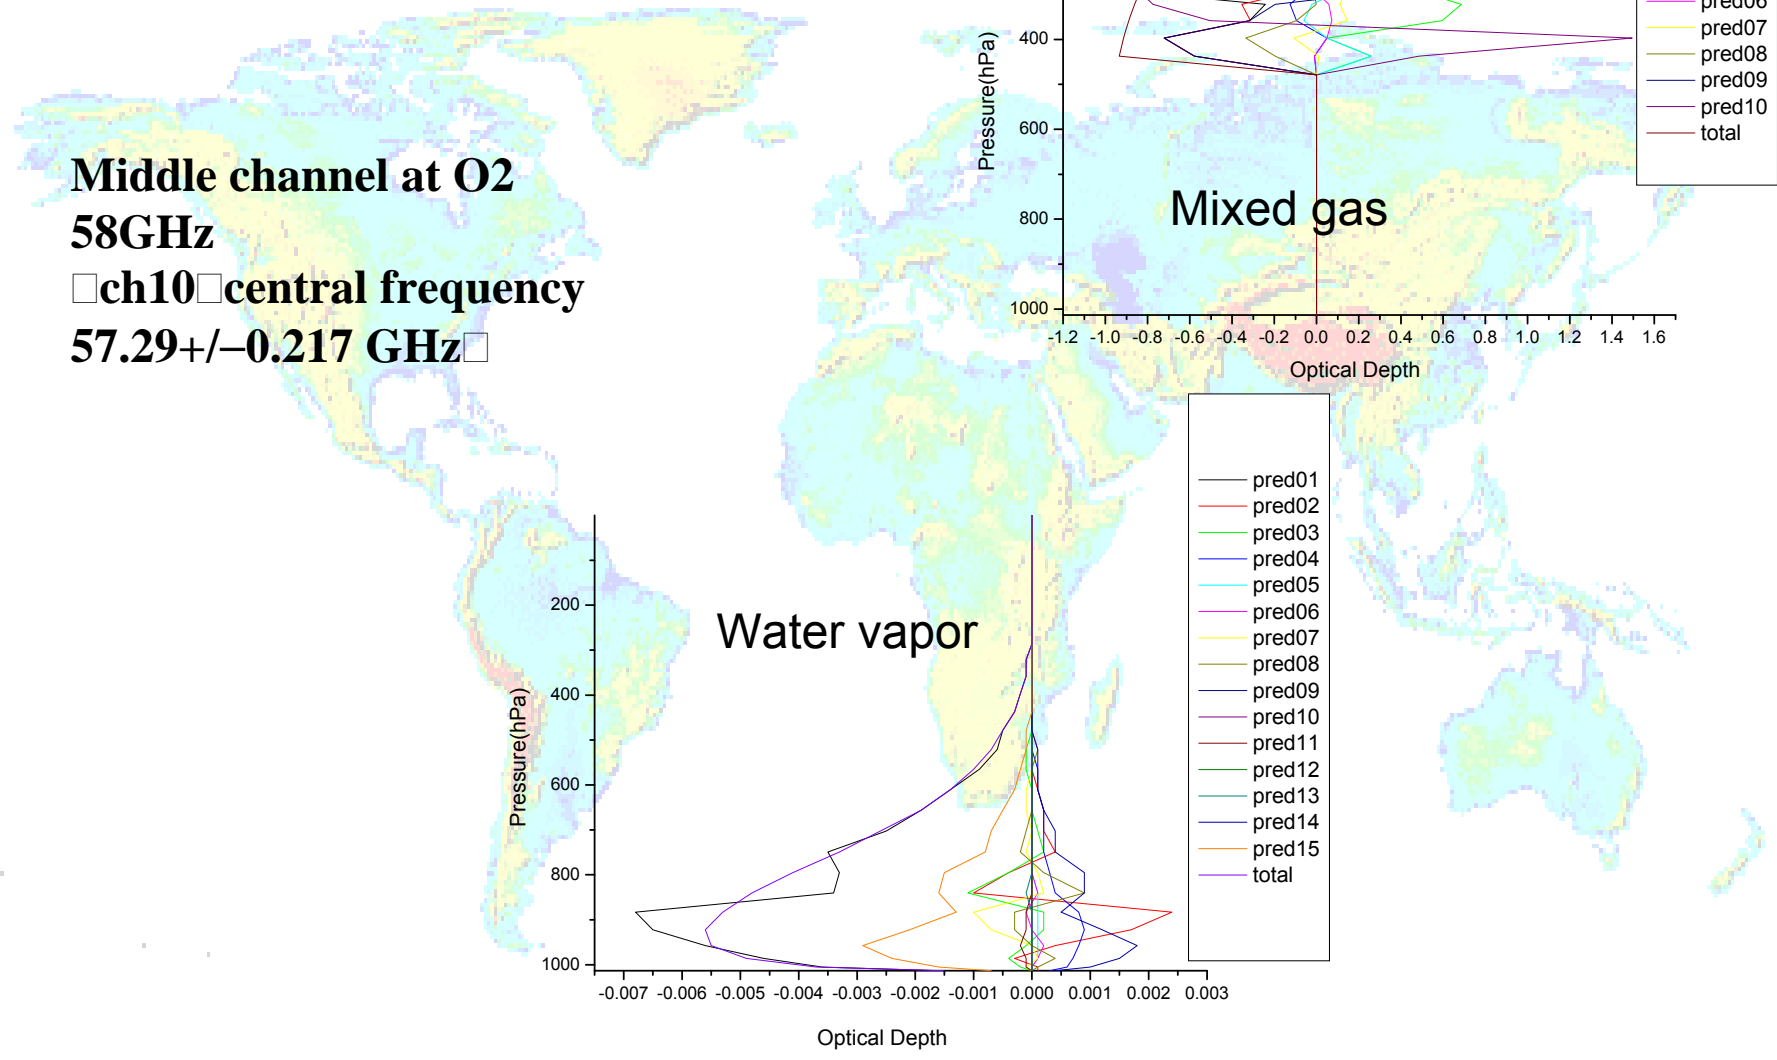 Middle channel at O2
58GHz
□ch10□central frequency
57.29+/−0.217 GHz□
Pressure(hPa)
400
600
800
1000
Mixed gas
-1.2 -1.0 -0.8 -0.6 -0.4 -0.2 0.0 0.2 0.4 0.6 0.8 1.0 1.2 1.4 1.6
Optical Depth
pred06
pred07
pred08
pred09
pred10
total
Water vapor
Pressure(hPa)
200
400
600
800
1000
-0.007 -0.006 -0.005 -0.004 -0.003 -0.002 -0.001 0.000 0.001 0.002 0.003
Optical Depth
pred01
pred02
pred03
pred04
pred05
pred06
pred07
pred08
pred09
pred10
pred11
pred12
pred13
pred14
pred15
total